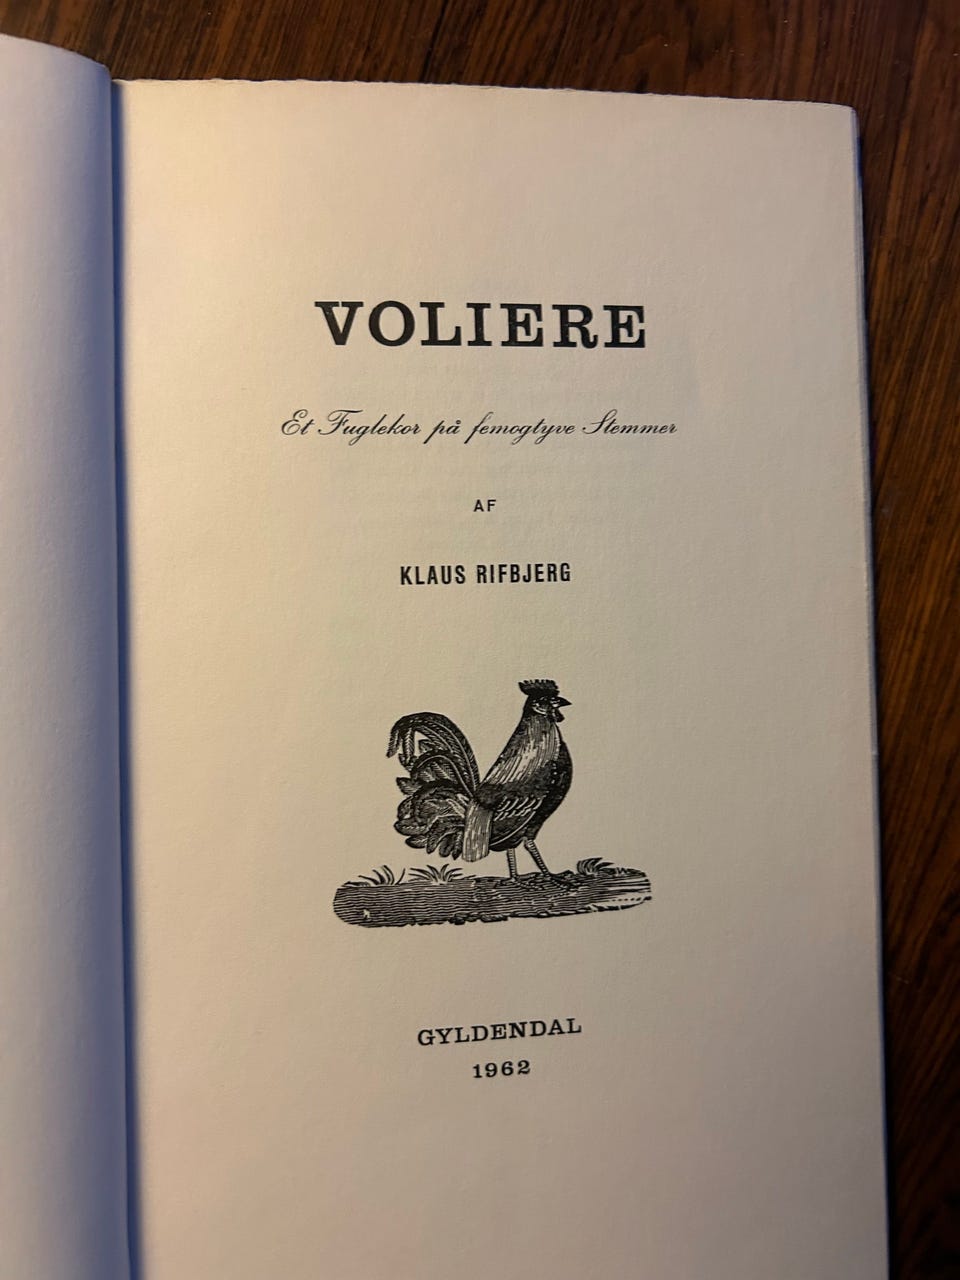 VOLIERE
Et Fuglekor på femogtyve Stemmer
AF
KLAUS RIFBJERG
GYLDENDAL
1962